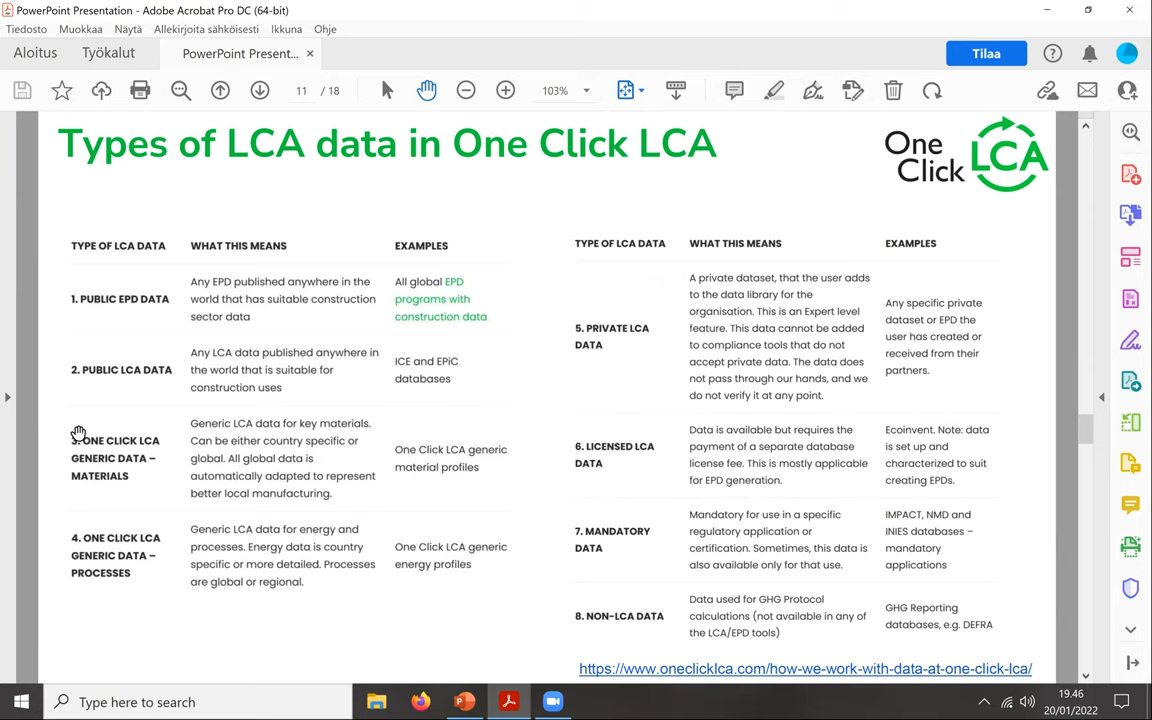 PowerPoint Presentation - Adobe Acrobat Pro DC (64-bit)
Tiedosto Muokkaa Näytä Allekirjoita sähköisesti Ikkuna Ohje
Aloitus Työkalut PowerPoint Present... × Tilaa
11 / 18 103%
Types of LCA data in One Click LCA
One Click LCA
TYPE OF LCA DATA WHAT THIS MEANS EXAMPLES
1. PUBLIC EPD DATA
Any EPD published anywhere in the
world that has suitable construction
sector data
All global EPD
programs with
construction data
2. PUBLIC LCA DATA
Any LCA data published anywhere in
the world that is suitable for
construction uses
ICE and EPiC
databases
3. ONE CLICK LCA
GENERIC DATA –
MATERIALS
Generic LCA data for key materials.
Can be either country specific or
global. All global data is
automatically adapted to represent
better local manufacturing.
One Click LCA generic
material profiles
4. ONE CLICK LCA
GENERIC DATA –
PROCESSES
Generic LCA data for energy and
processes. Energy data is country
specific or more detailed. Processes
are global or regional.
One Click LCA generic
energy profiles
TYPE OF LCA DATA WHAT THIS MEANS EXAMPLES
5. PRIVATE LCA
DATA
A private dataset, that the user adds
to the data library for the
organisation. This is an Expert level
feature. This data cannot be added
to compliance tools that do not
accept private data. The data does
not pass through our hands, and we
do not verify it at any point.
Any specific private
dataset or EPD the
user has created or
received from their
partners.
6. LICENSED LCA
DATA
Data is available but requires the
payment of a separate database
license fee. This is mostly applicable
for EPD generation.
Ecoinvent. Note: data
is set up and
characterized to suit
creating EPDs.
7. MANDATORY
DATA
Mandatory for use in a specific
regulatory application or
certification. Sometimes, this data is
also available only for that use.
IMPACT, NMD and
INIES databases –
mandatory
applications
8. NON-LCA DATA
Data used for GHG Protocol
calculations (not available in any of
the LCA/EPD tools)
GHG Reporting
databases, e.g. DEFRA
https://www.oneclicklca.com/how-we-work-with-data-at-one-click-lca/
Type here to search
19.46
20/01/2022